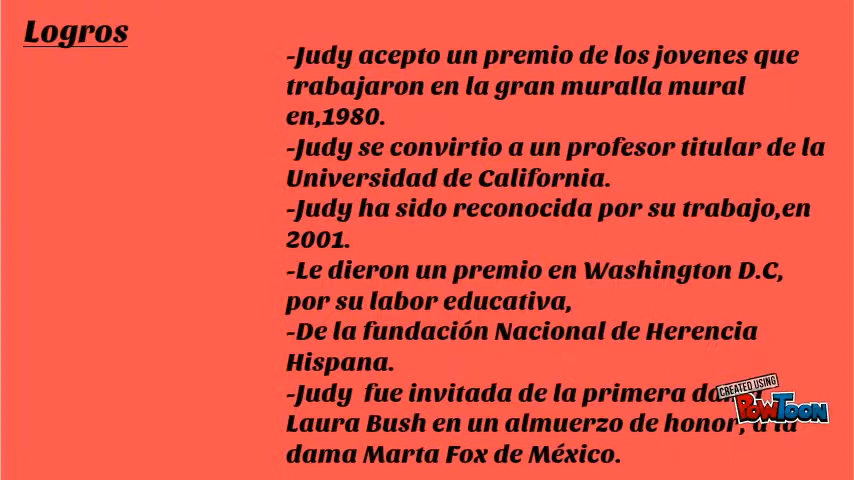 Logros
-Judy acepto un premio de los jovenes que
trabajaron en la gran muralla mural
en,1980.
-Judy se convirtio a un profesor titular de la
Universidad de California.
-Judy ha sido reconocida por su trabajo,en
2001.
-Le dieron un premio en Washington D.C,
por su labor educativa,
-De la fundación Nacional de Herencia
Hispana.
-Judy  fue invitada de la primera
Laura Bush en un almuerzo de honor, a la
dama Marta Fox de México.
CREATED USING
POWTOON